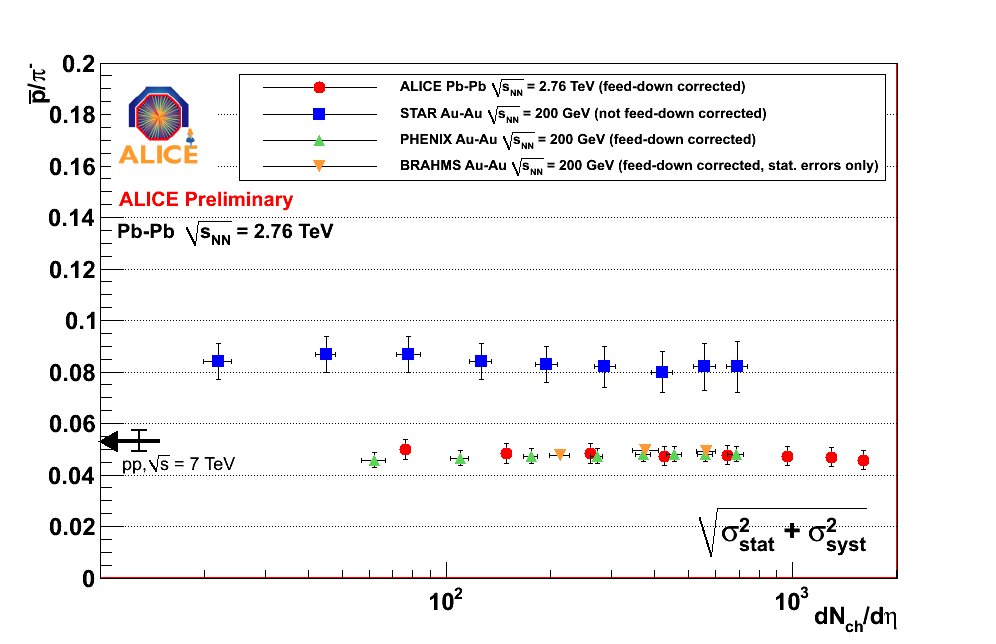 p̅/π⁻
0.2
0.18
0.16
0.14
0.12
0.1
0.08
0.06
0.04
0.02
0
ALICE Pb-Pb √sNN = 2.76 TeV (feed-down corrected)
STAR Au-Au √sNN = 200 GeV (not feed-down corrected)
PHENIX Au-Au √sNN = 200 GeV (feed-down corrected)
BRAHMS Au-Au √sNN = 200 GeV (feed-down corrected, stat. errors only)
ALICE
ALICE Preliminary
Pb-Pb √sNN = 2.76 TeV
pp, √s = 7 TeV
√σ²stat + σ²syst
10²
10³
dNch/dη